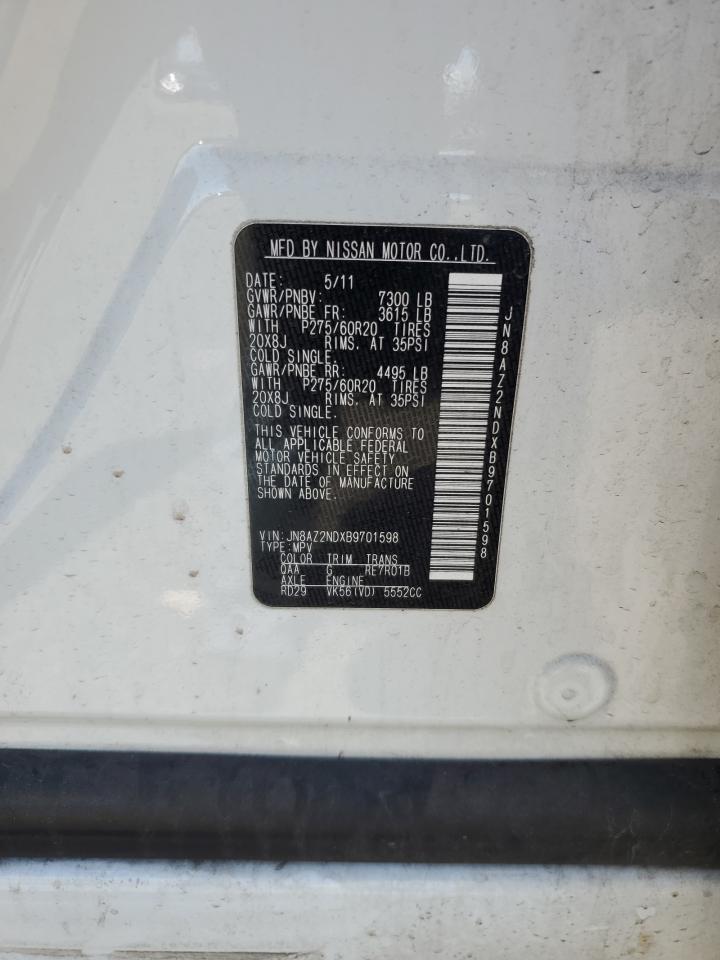 MFD BY NISSAN MOTOR CO.,LTD.
DATE: 5/11
GVWR/PNBV: 7300 LB
GAWR/PNBE FR: 3615 LB
WITH P275/60R20 TIRES
20X8J RIMS. AT 35PSI
COLD SINGLE.
GAWR/PNBE RR: 4495 LB
WITH P275/60R20 TIRES
20X8J RIMS. AT 35PSI
COLD SINGLE.
THIS VEHICLE CONFORMS TO
ALL APPLICABLE FEDERAL
MOTOR VEHICLE SAFETY
STANDARDS IN EFFECT ON
THE DATE OF MANUFACTURE
SHOWN ABOVE.
VIN:JN8AZ2NDXB9701598
TYPE:MPV
COLOR TRIM TRANS
QAA G RE7R01B
AXLE ENGINE
RD29 VK56(VD) 5552CC
JN8AZ2NDXB9701598